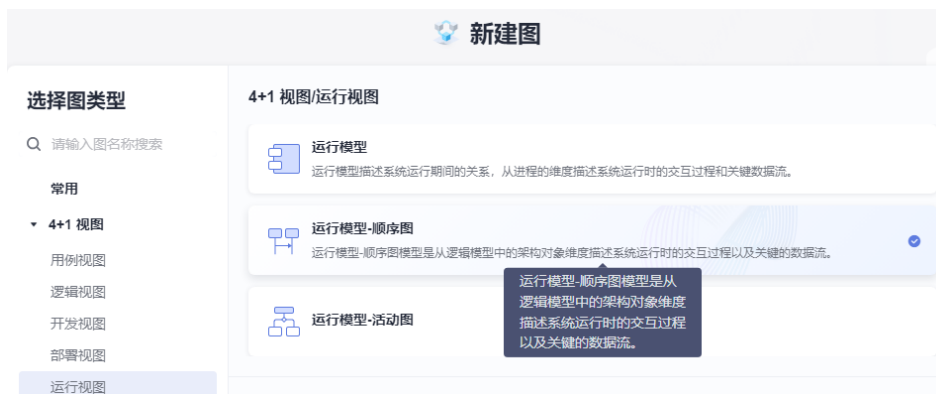 新建图
选择图类型
请输入图名称搜索
常用
4+1 视图
用例视图
逻辑视图
开发视图
部署视图
运行视图
4+1 视图/运行视图
运行模型
运行模型描述系统运行期间的关系，从进程的维度描述系统运行时的交互过程和关键数据流。
运行模型-顺序图
运行模型-顺序图模型是从逻辑模型中的架构对象维度描述系统运行时的交互过程以及关键的数据流。
运行模型-顺序图模型是从
逻辑模型中的架构对象维度
描述系统运行时的交互过程
以及关键的数据流。
运行模型-活动图